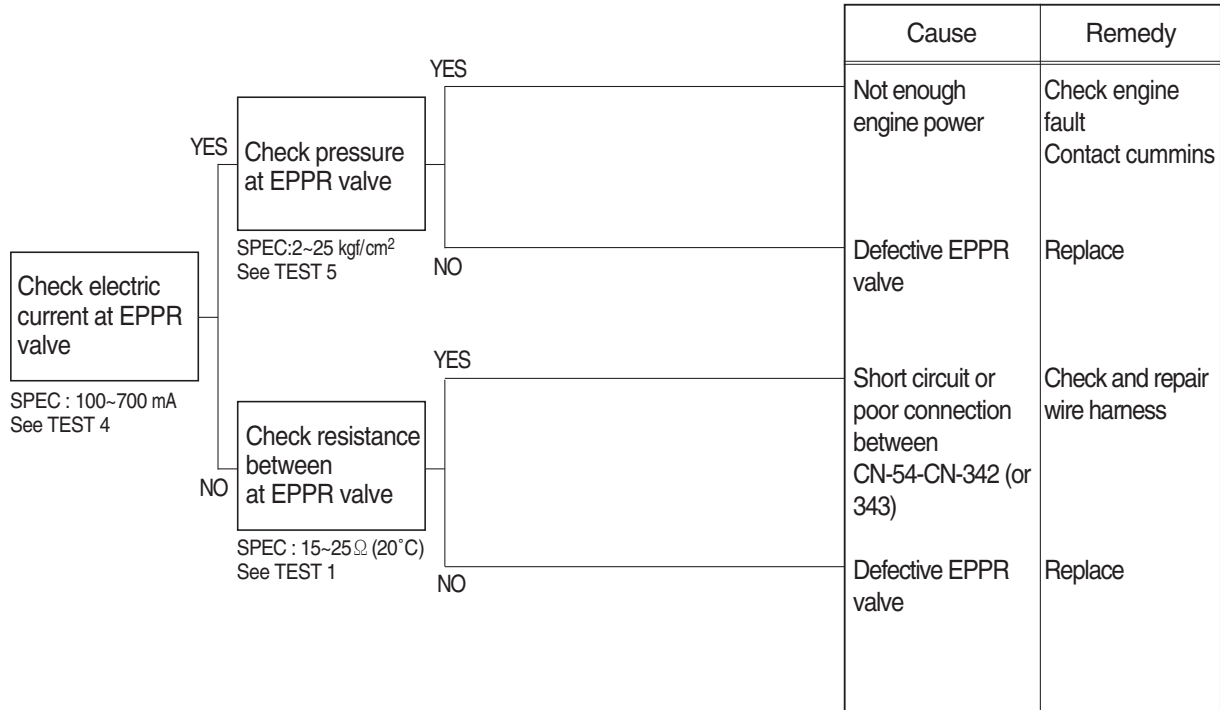 Cause
Remedy
YES
Not enough
engine power
Check engine
fault
Contact cummins
YES
Check pressure
at EPPR valve
SPEC:2~25 kgf/cm²
See TEST 5
NO
Defective EPPR
valve
Replace
Check electric
current at EPPR
valve
SPEC : 100~700 mA
See TEST 4
YES
Short circuit or
poor connection
between
CN-54-CN-342 (or
343)
Check and repair
wire harness
NO
Check resistance
between
at EPPR valve
SPEC : 15~25Ω (20˚C)
See TEST 1
NO
Defective EPPR
valve
Replace